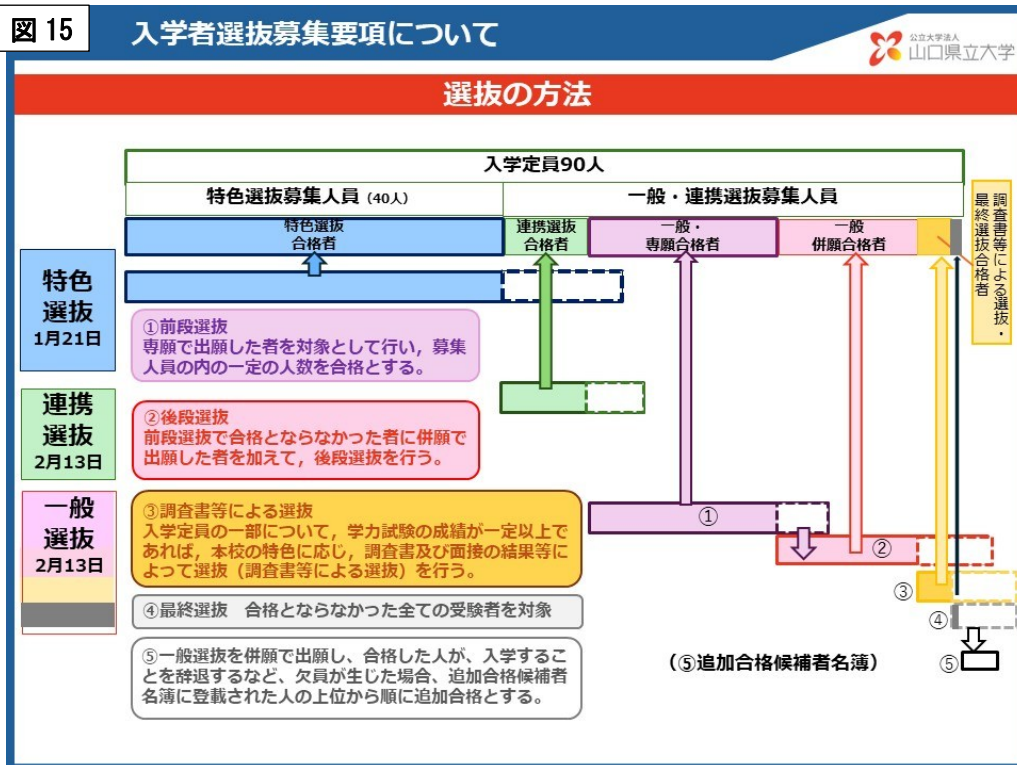 図 15
入学者選抜募集要項について
公立大学法人
山口県立大学
選抜の方法
入学定員90人
特色選抜募集人員 (40人)
一般・連携選抜募集人員
特色選抜
合格者
連携選抜
合格者
一般・
専願合格者
一般
併願合格者
調査書等による選抜・
最終選抜合格者
特色
選抜
1月21日
①前段選抜
専願で出願した者を対象として行い，募集
人員の内の一定の人数を合格とする。
連携
選抜
2月13日
②後段選抜
前段選抜で合格とならなかった者に併願で
出願した者を加えて，後段選抜を行う。
一般
選抜
2月13日
③調査書等による選抜
入学定員の一部について，学力試験の成績が一定以上で
あれば，本校の特色に応じ，調査書及び面接の結果等に
よって選抜（調査書等による選抜）を行う。
①
②
③
④
④最終選抜　合格とならなかった全ての受験者を対象
⑤一般選抜を併願で出願し、合格した人が、入学するこ
とを辞退するなど、欠員が生じた場合、追加合格候補者
名簿に登載された人の上位から順に追加合格とする。
（⑤追加合格候補者名簿）
⑤